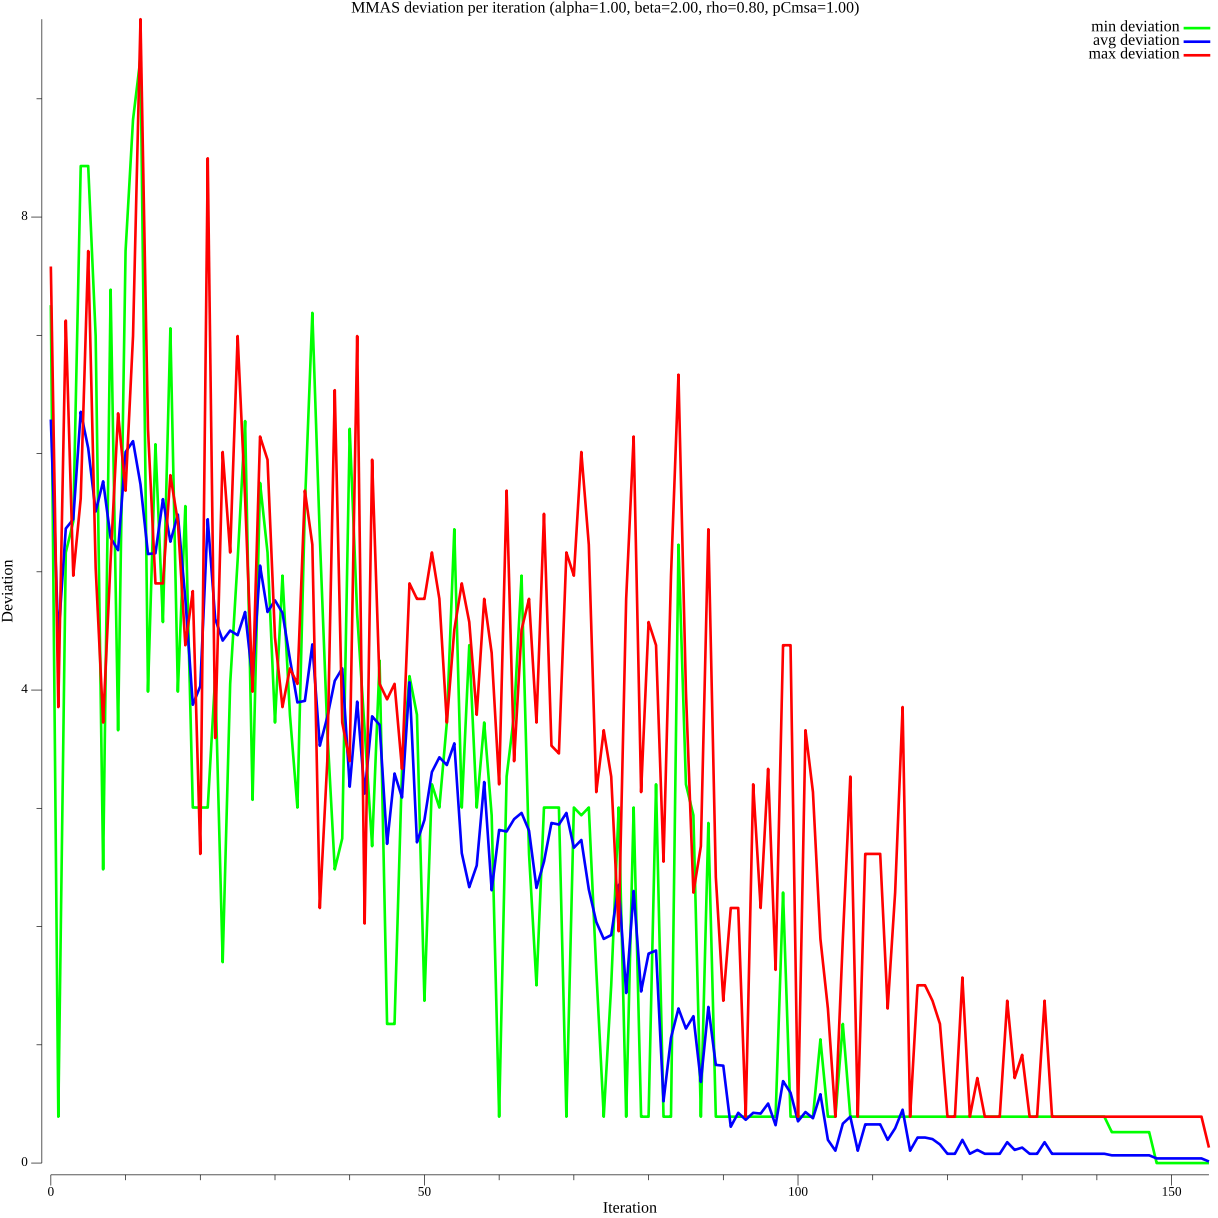 MMAS deviation per iteration (alpha=1.00, beta=2.00, rho=0.80, pCmsa=1.00)
min deviation
avg deviation
max deviation
8
4
0
Deviation
0 50 100 150
Iteration